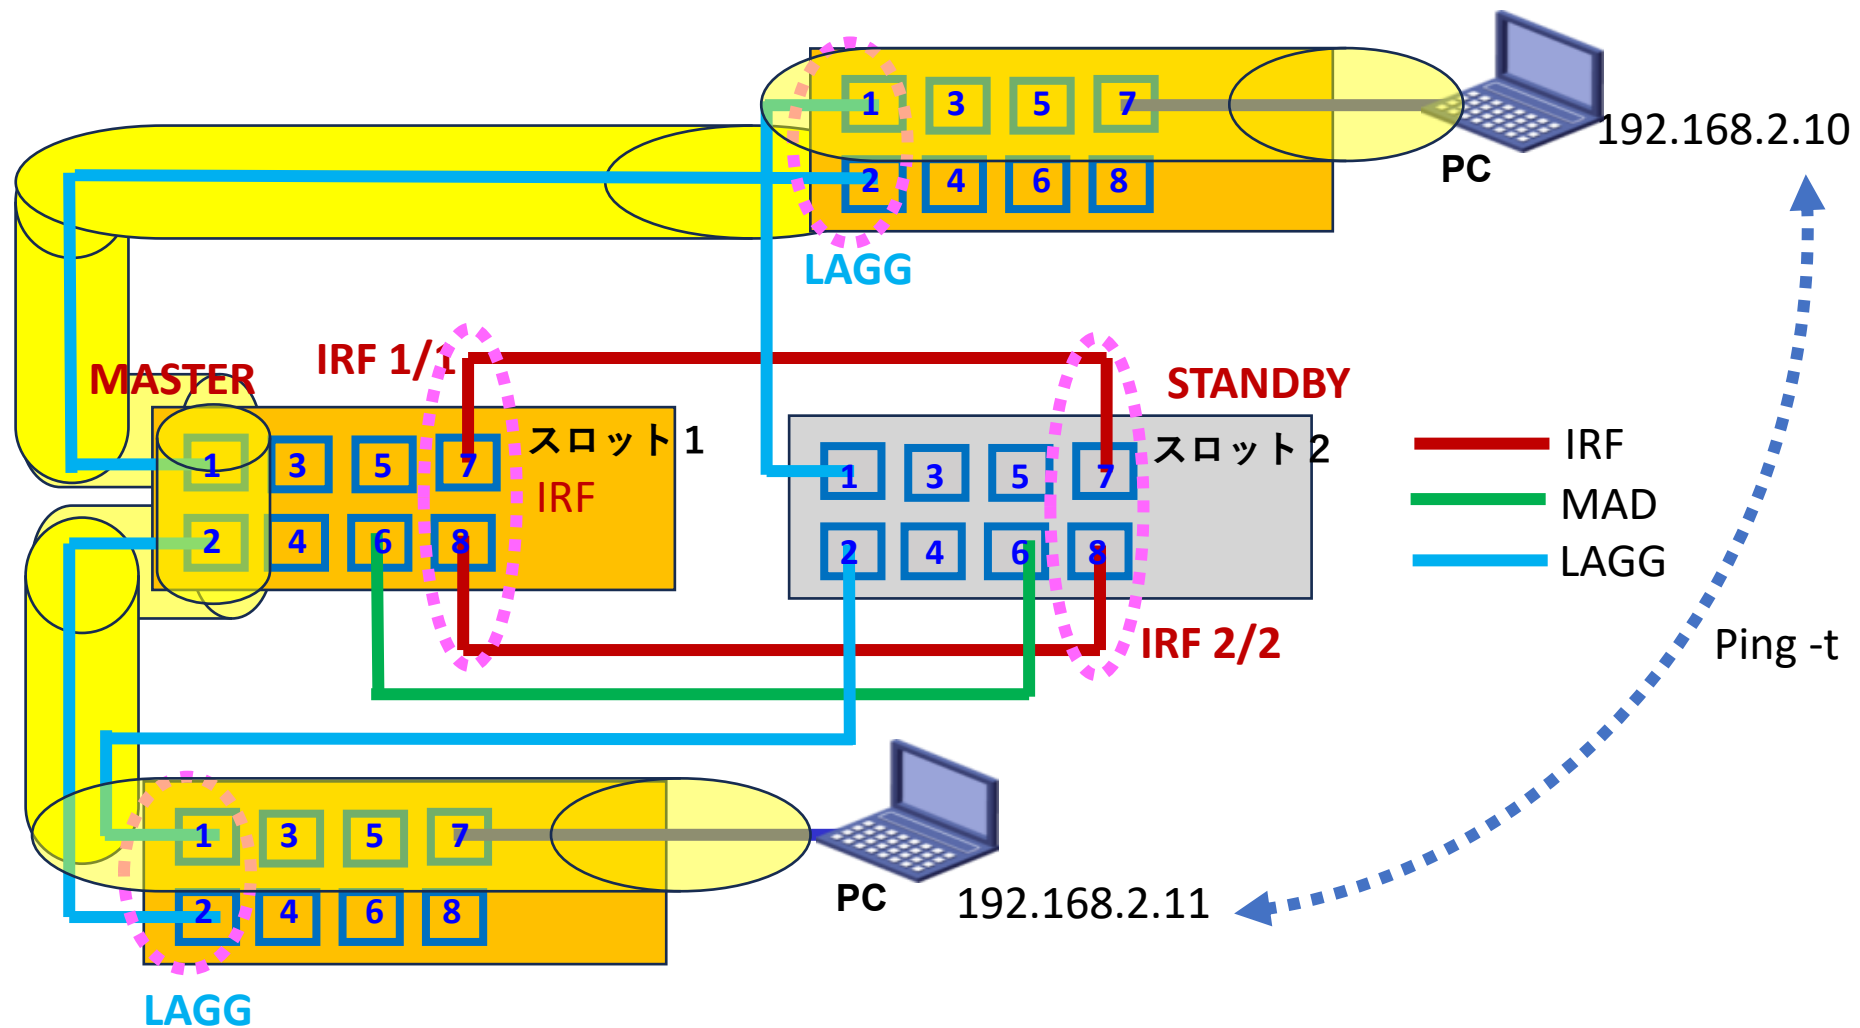 1 3 5 7
2 4 6 8
PC
192.168.2.10
LAGG
MASTER
IRF 1/1
STANDBY
スロット 1
1 3 5 7
IRF
2 4 6 8
スロット 2
1 3 5 7
2 4 6 8
IRF
MAD
LAGG
IRF 2/2
Ping -t
1 3 5 7
2 4 6 8
PC
192.168.2.11
LAGG